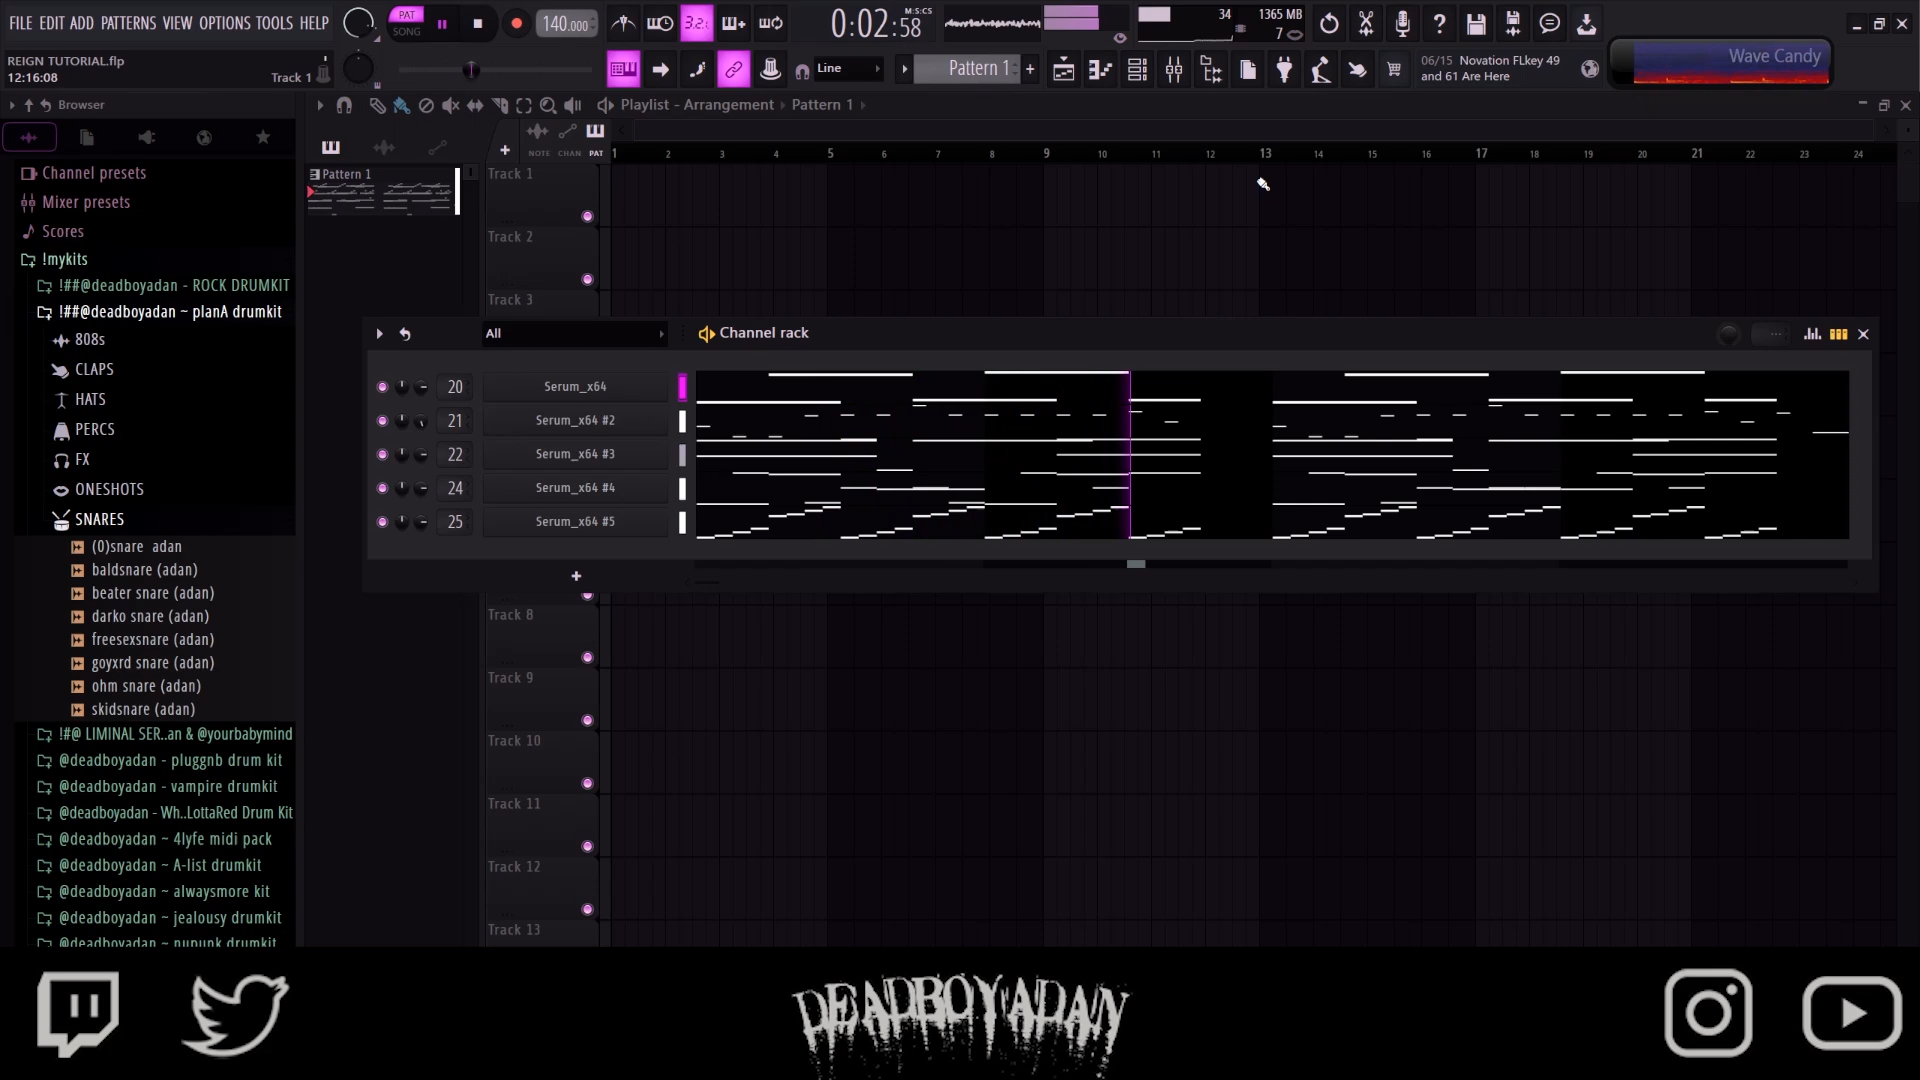 FILE EDIT ADD PATTERNS VIEW OPTIONS TOOLS HELP
PAT
SONG
140.000
3.2.
0:02:58
M:S:CS
34
1365 MB
7
REIGN TUTORIAL.flp
12:16:08
Track 1
Line
Pattern 1
06/15 Novation FLkey 49
and 61 Are Here
Wave Candy
Browser
Playlist - Arrangement
Pattern 1
NOTE CHAN PAT
1 2 3 4 5 6 7 8 9 10 11 12 13 14 15 16 17 18 19 20 21 22 23 24
Channel presets
Mixer presets
Scores
!mykits
!##@deadboyadan - ROCK DRUMKIT
!##@deadboyadan ~ planA drumkit
808s
CLAPS
HATS
PERCS
FX
ONESHOTS
SNARES
(0)snare adan
baldsnare (adan)
beater snare (adan)
darko snare (adan)
freesexsnare (adan)
goyxrd snare (adan)
ohm snare (adan)
skidsnare (adan)
!#@ LIMINAL SER..an & @yourbabymind
@deadboyadan - pluggnb drum kit
@deadboyadan - vampire drumkit
@deadboyadan - Wh..LottaRed Drum Kit
@deadboyadan ~ 4lyfe midi pack
@deadboyadan ~ A-list drumkit
@deadboyadan ~ alwaysmore kit
@deadboyadan ~ jealousy drumkit
@deadboyadan ~ nupunk drumkit
Pattern 1
Track 1
Track 2
Track 3
All
Channel rack
20 Serum_x64
21 Serum_x64 #2
22 Serum_x64 #3
24 Serum_x64 #4
25 Serum_x64 #5
Track 8
Track 9
Track 10
Track 11
Track 12
Track 13
DEADBOYADAN